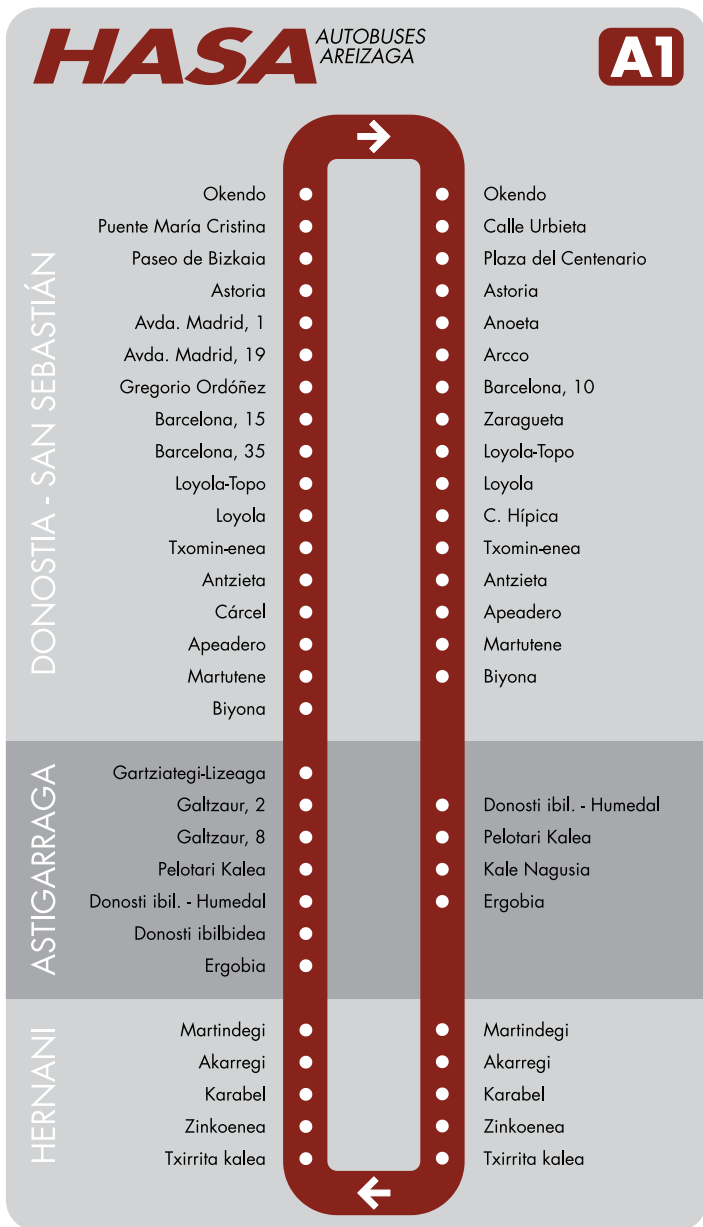 HASA
AUTOBUSES
AREIZAGA
A1
DONOSTIA - SAN SEBASTIÁN
Okendo
Puente María Cristina
Paseo de Bizkaia
Astoria
Avda. Madrid, 1
Avda. Madrid, 19
Gregorio Ordóñez
Barcelona, 15
Barcelona, 35
Loyola-Topo
Loyola
Txomin-enea
Antzieta
Cárcel
Apeadero
Martutene
Biyona
Okendo
Calle Urbieta
Plaza del Centenario
Astoria
Anoeta
Arcco
Barcelona, 10
Zaragueta
Loyola-Topo
Loyola
C. Hípica
Txomin-enea
Antzieta
Apeadero
Martutene
Biyona
ASTIGARRAGA
Gartziategi-Lizeaga
Galtzaur, 2
Galtzaur, 8
Pelotari Kalea
Donosti ibil. - Humedal
Donosti ibilbidea
Ergobia
Donosti ibil. - Humedal
Pelotari Kalea
Kale Nagusia
Ergobia
HERNANI
Martindegi
Akarregi
Karabel
Zinkoenea
Txirrita kalea
Martindegi
Akarregi
Karabel
Zinkoenea
Txirrita kalea